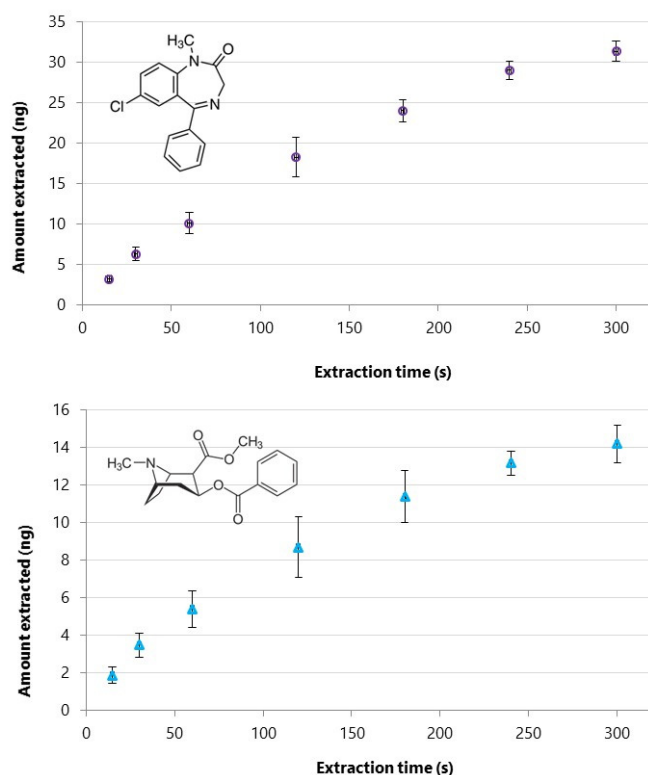 35
30
25
20
15
10
5
0
Amount extracted (ng)
H₃C
N
O
Cl
N
0 50 100 150 200 250 300
Extraction time (s)
16
14
12
10
8
6
4
2
0
Amount extracted (ng)
O
CH₃
H₃C
N
O
O
O
0 50 100 150 200 250 300
Extraction time (s)